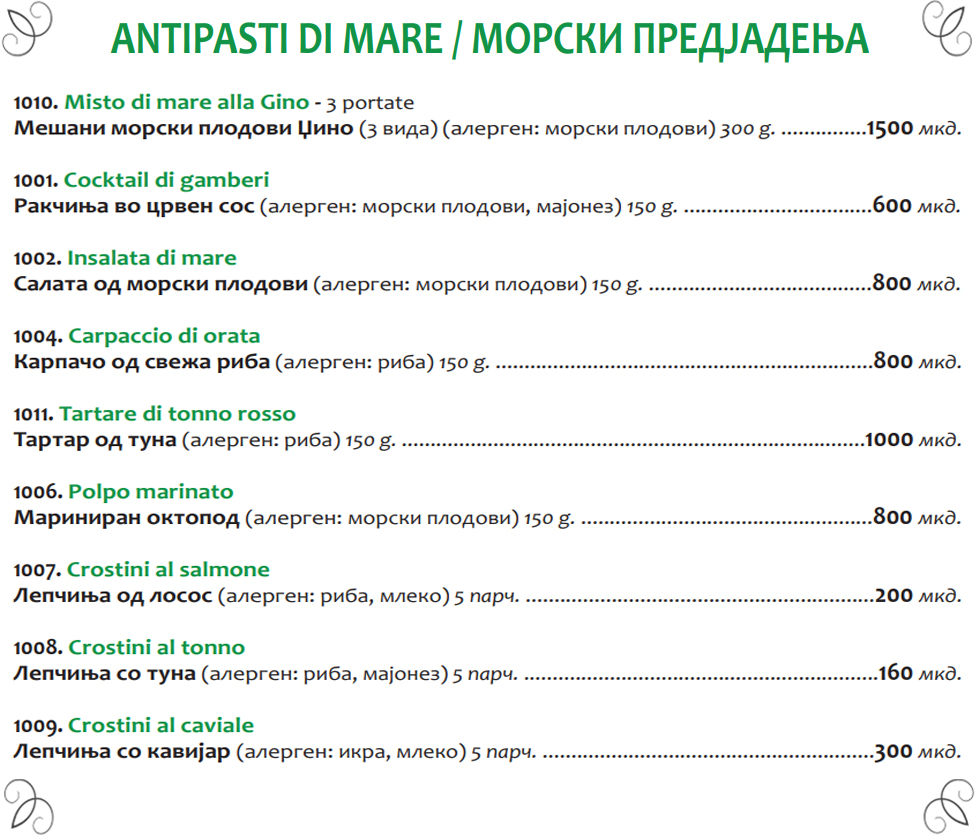 ANTIPASTI DI MARE / МОРСКИ ПРЕДЈАДЕЊА
1010. Misto di mare alla Gino - 3 portate
Мешани морски плодови Џино (3 вида) (алерген: морски плодови) 300 g. ...............1500 мкд.
1001. Cocktail di gamberi
Ракчиња во црвен сос (алерген: морски плодови, мајонез) 150 g. .................................600 мкд.
1002. Insalata di mare
Салата од морски плодови (алерген: морски плодови) 150 g. .......................................800 мкд.
1004. Carpaccio di orata
Карпачо од свежа риба (алерген: риба) 150 g. ..................................................................800 мкд.
1011. Tartare di tonno rosso
Тартар од туна (алерген: риба) 150 g. .................................................................................1000 мкд.
1006. Polpo marinato
Мариниран октопод (алерген: морски плодови) 150 g. ...................................................800 мкд.
1007. Crostini al salmone
Лепчиња од лосос (алерген: риба, млеко) 5 парч. .............................................................200 мкд.
1008. Crostini al tonno
Лепчиња со туна (алерген: риба, мајонез) 5 парч. ..............................................................160 мкд.
1009. Crostini al caviale
Лепчиња со кавијар (алерген: икра, млеко) 5 парч. ..........................................................300 мкд.